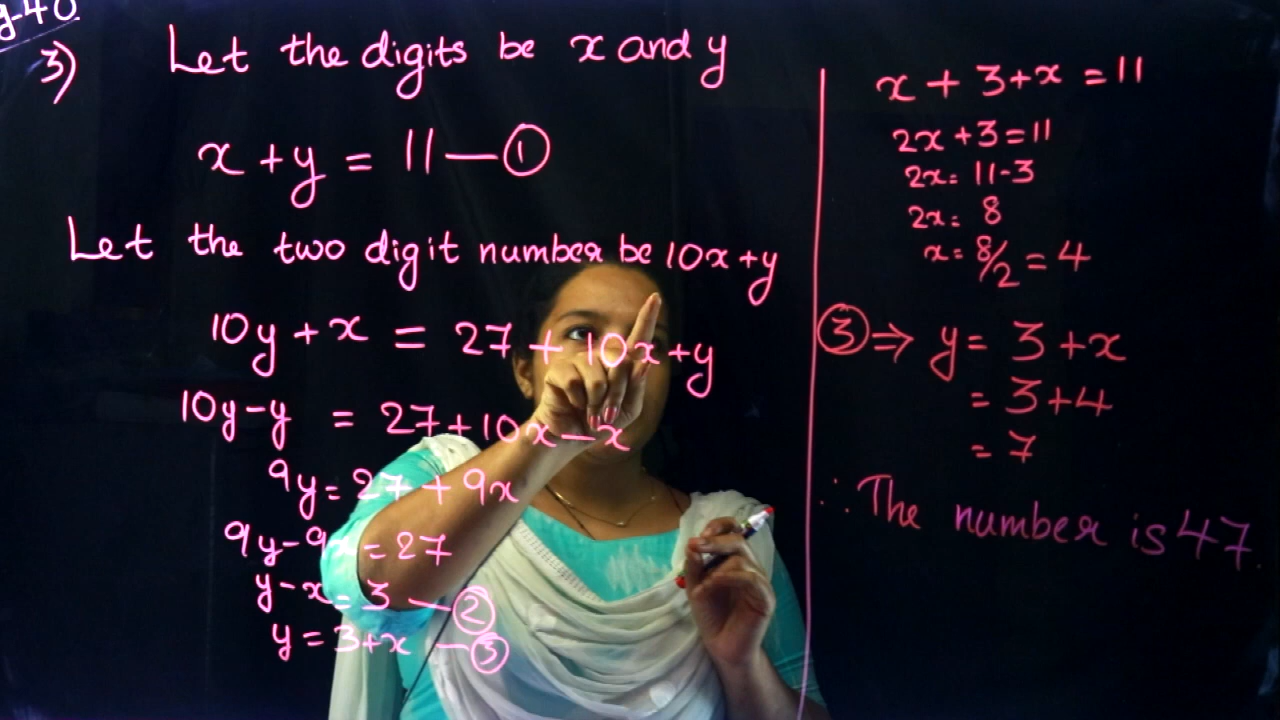 3) Let the digits be x and y
x + y = 11 — ①
Let the two digit number be 10x + y
10y + x = 27 + 10x + y
10y - y = 27 + 10x - x
9y = 27 + 9x
9y - 9x = 27
y - x = 3 — ②
y = 3 + x — ③
x + 3 + x = 11
2x + 3 = 11
2x = 11 - 3
2x = 8
x = 8/2 = 4
③ ⇒ y = 3 + x
= 3 + 4
= 7
∴ The number is 47.